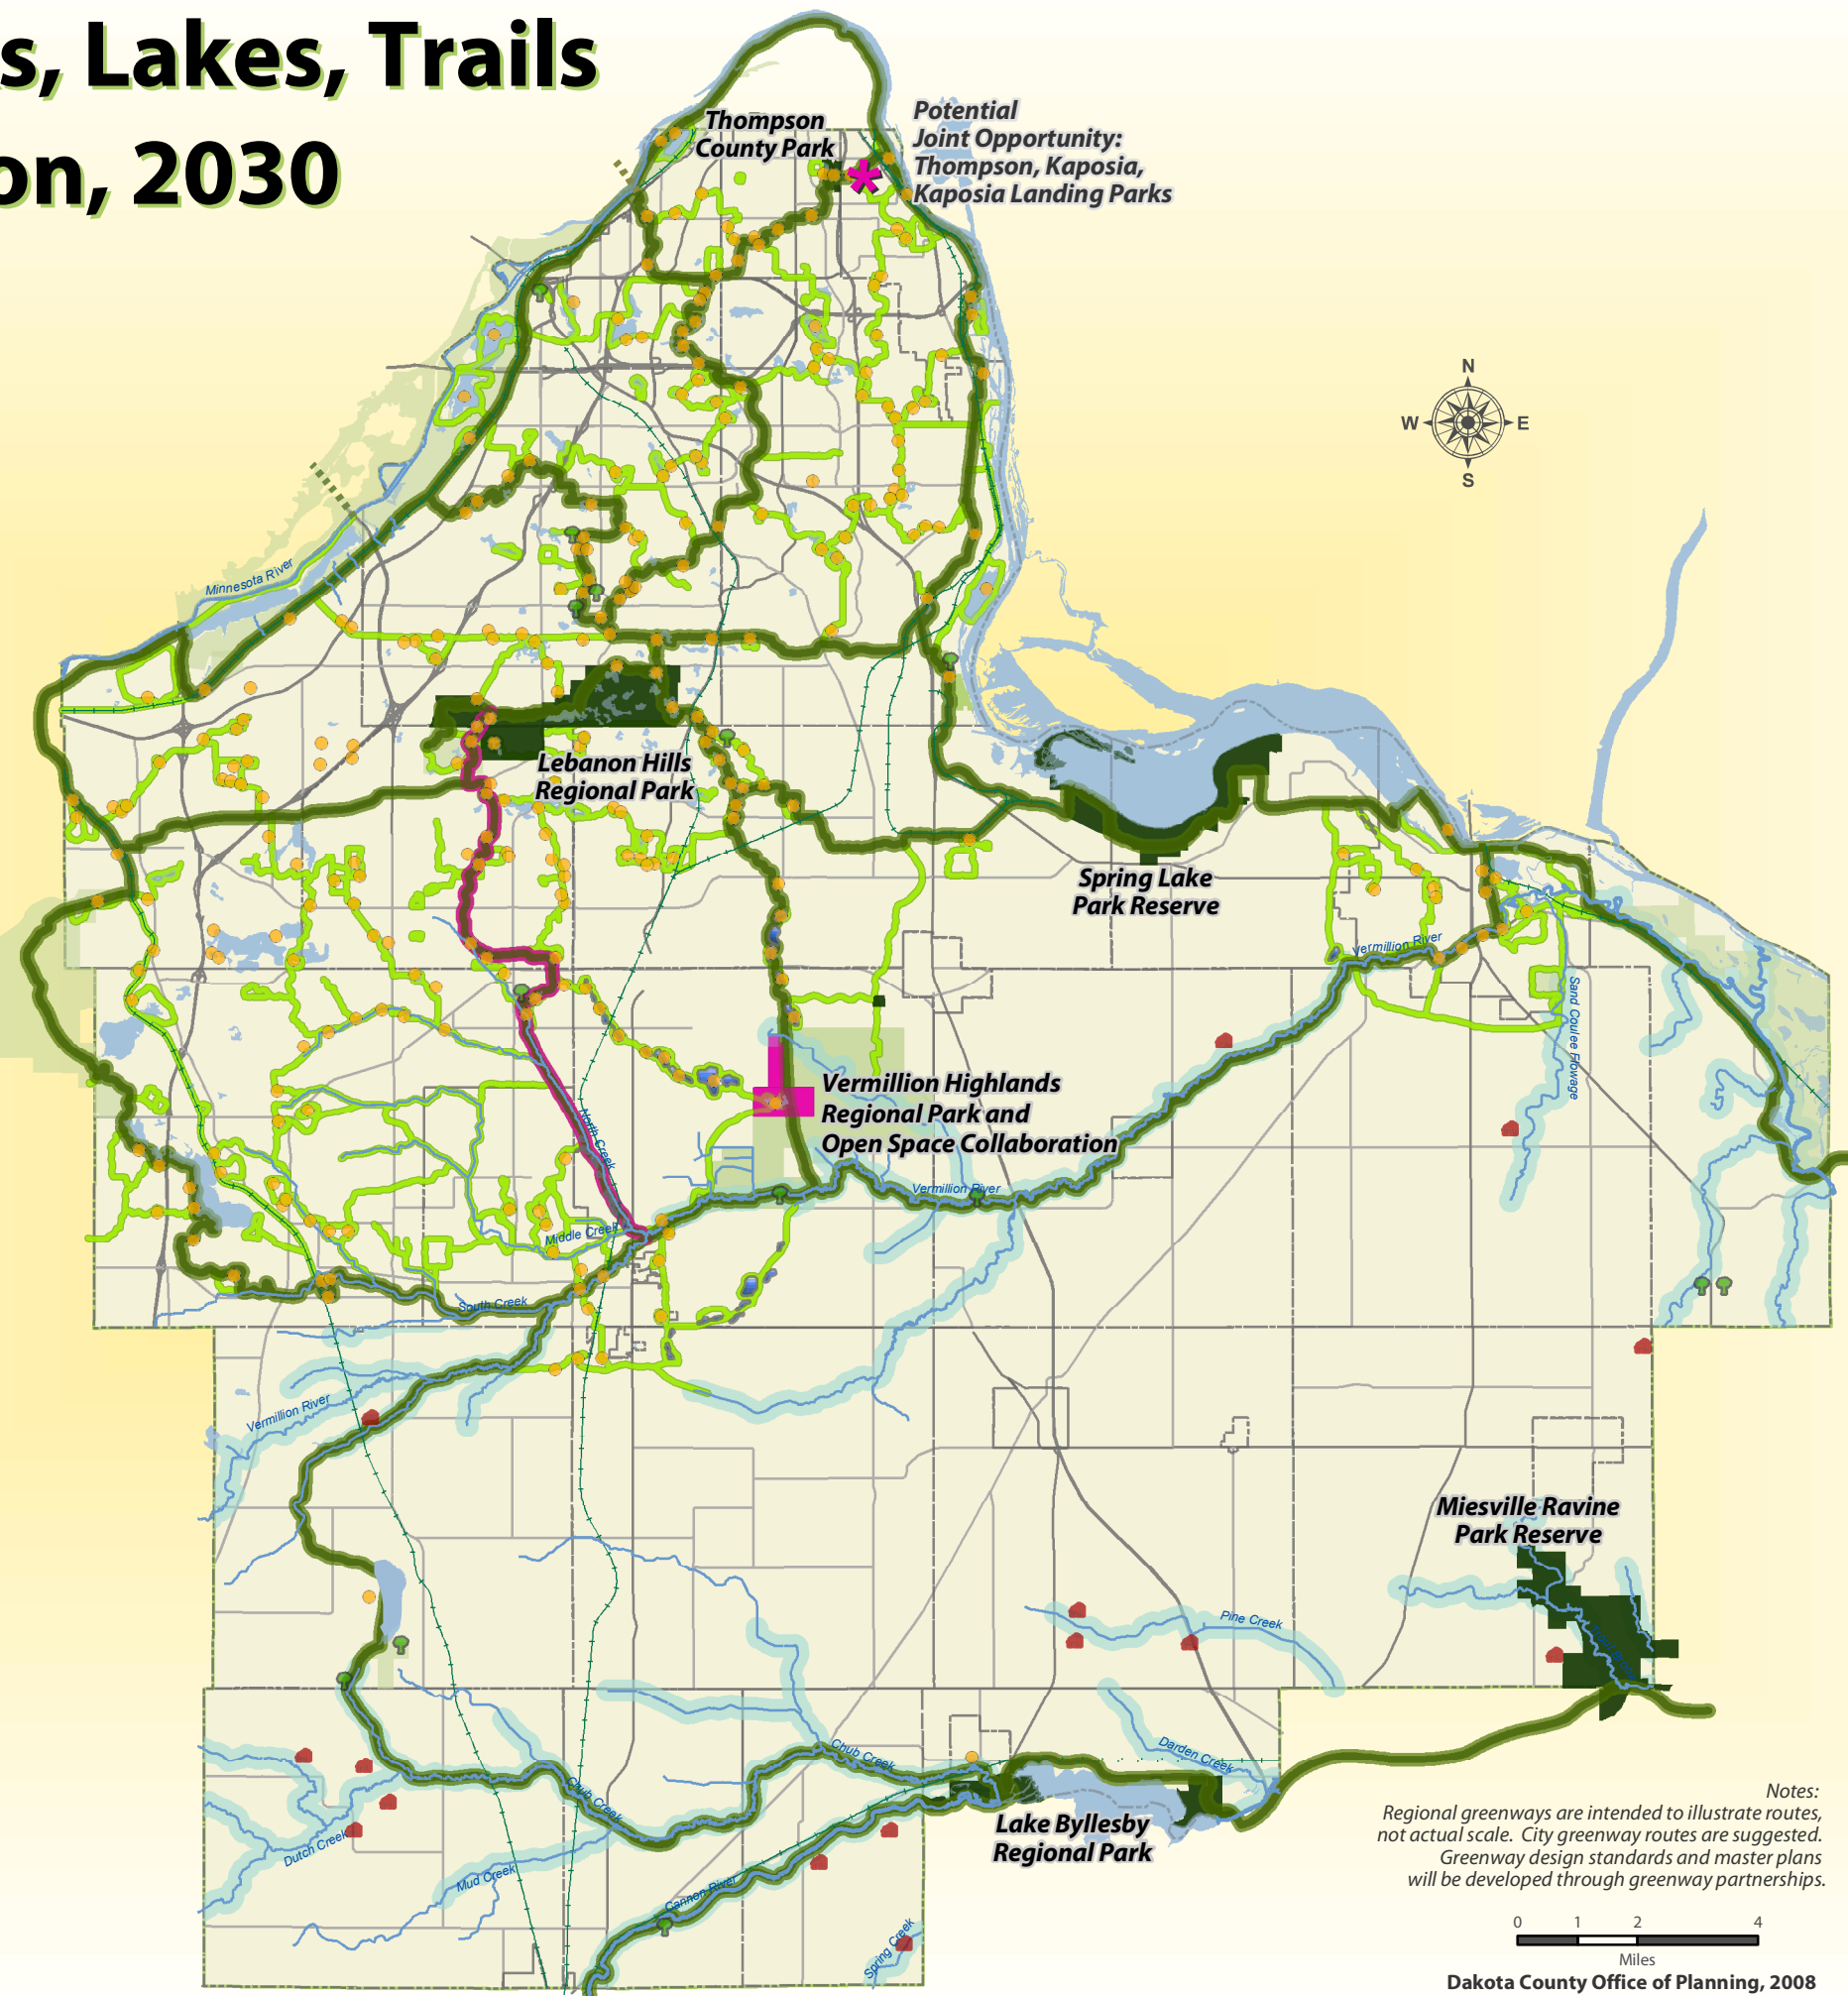 s, Lakes, Trails
on, 2030
Thompson
County Park
Potential
Joint Opportunity:
Thompson, Kaposia,
Kaposia Landing Parks
N
W
E
S
Minnesota River
Lebanon Hills
Regional Park
Spring Lake
Park Reserve
Vermillion River
Sand Coulee Flowage
Vermillion Highlands
Regional Park and
Open Space Collaboration
North Creek
Vermillion River
Middle Creek
South Creek
Vermillion River
Miesville Ravine
Park Reserve
Trout Brook
Pine Creek
Chub Creek
Darden Creek
Chub Creek
Lake Byllesby
Regional Park
Dutch Creek
Mud Creek
Cannon River
Spring Creek
Notes:
Regional greenways are intended to illustrate routes,
not actual scale. City greenway routes are suggested.
Greenway design standards and master plans
will be developed through greenway partnerships.
0 1 2 4
Miles
Dakota County Office of Planning, 2008